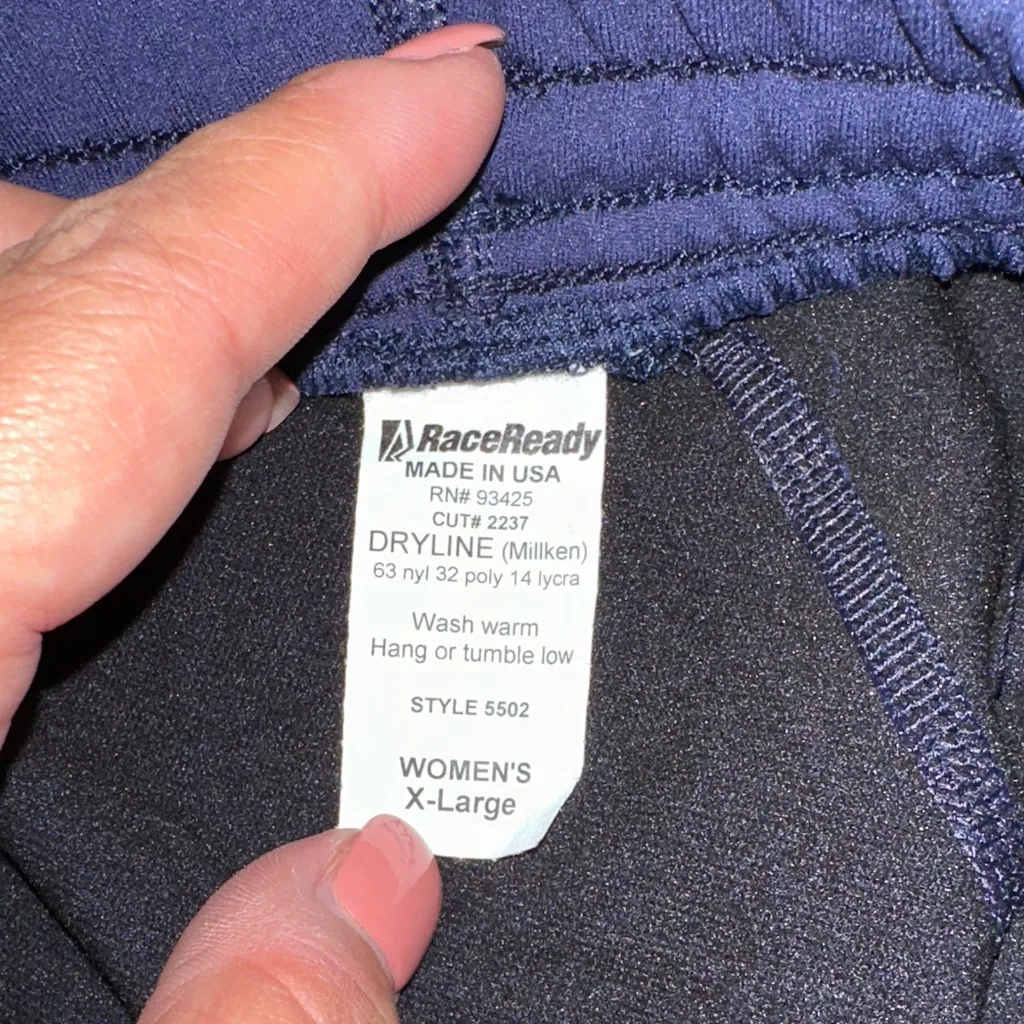 RaceReady
MADE IN USA
RN# 93425
CUT# 2237
DRYLINE (Millken)
63 nyl 32 poly 14 lycra
Wash warm
Hang or tumble low
STYLE 5502
WOMEN'S
X-Large